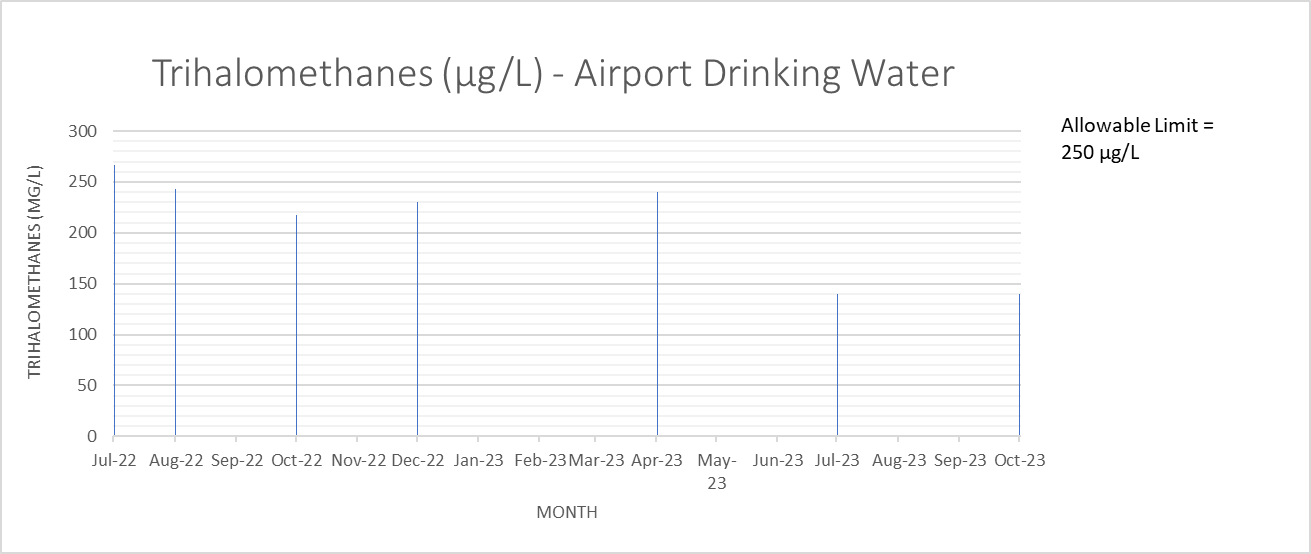 Trihalomethanes (µg/L) - Airport Drinking Water
Allowable Limit =
250 µg/L
TRIHALOMETHANES (MG/L)
300
250
200
150
100
50
0
Jul-22 Aug-22 Sep-22 Oct-22 Nov-22 Dec-22 Jan-23 Feb-23 Mar-23 Apr-23 May-23 Jun-23 Jul-23 Aug-23 Sep-23 Oct-23
MONTH